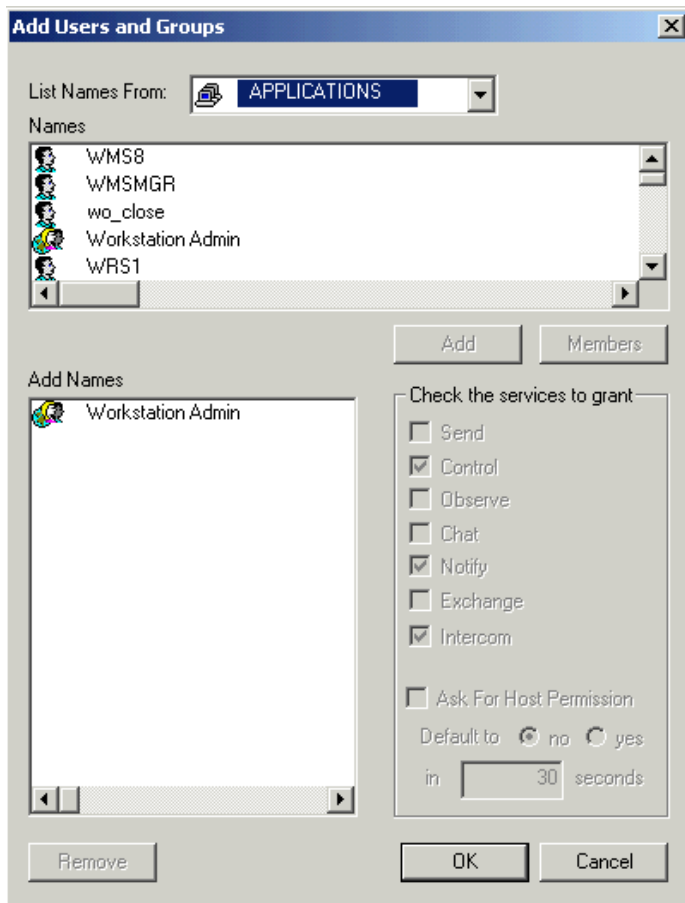 Add Users and Groups
List Names From: APPLICATIONS
Names
WMS8
WMSMGR
wo_close
Workstation Admin
WRS1
Add Members
Add Names
Workstation Admin
Check the services to grant
Send
Control
Observe
Chat
Notify
Exchange
Intercom
Ask For Host Permission
Default to no yes
in 30 seconds
Remove OK Cancel